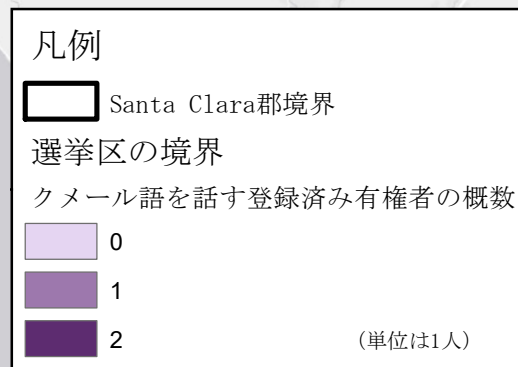 凡例
Santa Clara郡境界
選挙区の境界
クメール語を話す登録済み有権者の概数
0
1
2 （単位は1人）